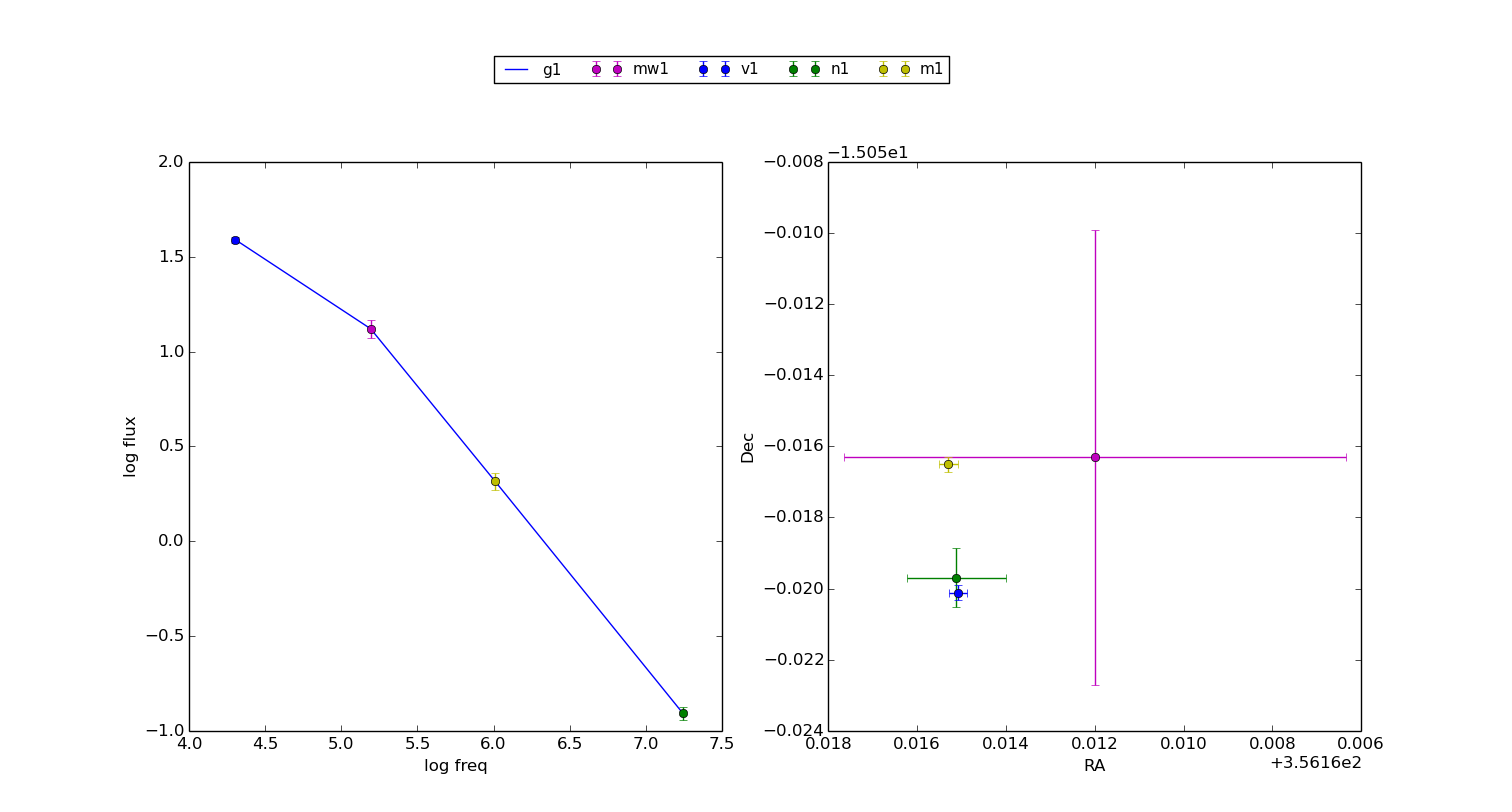 g1 mw1 v1 n1 m1
2.0
1.5
1.0
0.5
0.0
−0.5
−1.0
log flux
4.0 4.5 5.0 5.5 6.0 6.5 7.0 7.5
log freq
−1.505e1
−0.008
−0.010
−0.012
−0.014
−0.016
−0.018
−0.020
−0.022
−0.024
Dec
0.018 0.016 0.014 0.012 0.010 0.008 0.006
+3.5616e2
RA